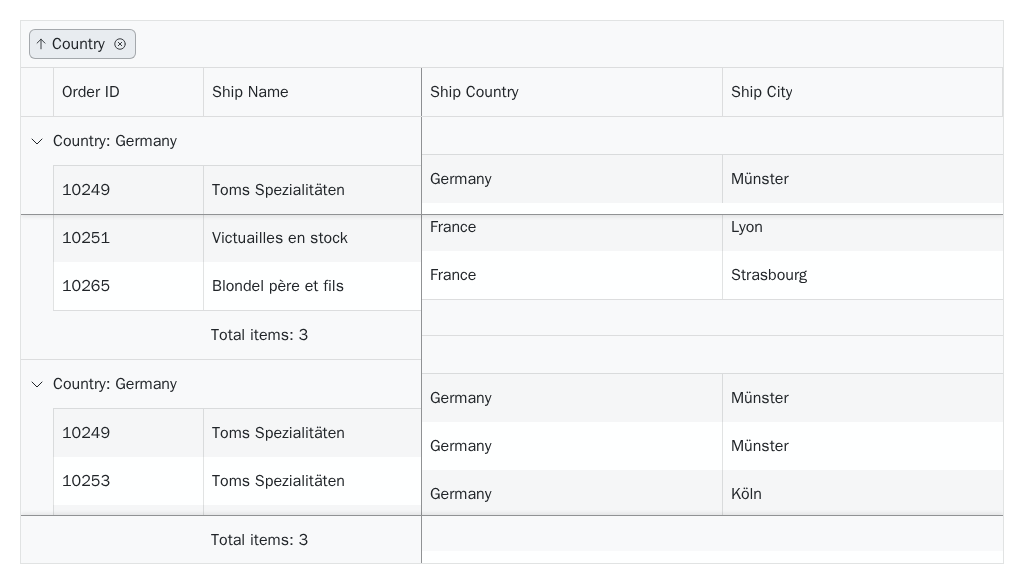 Country
Order ID Ship Name Ship Country Ship City
Country: Germany
10249 Toms Spezialitäten Germany Münster
10251 Victuailles en stock France Lyon
10265 Blondel père et fils France Strasbourg
Total items: 3
Country: Germany
10249 Toms Spezialitäten Germany Münster
10253 Toms Spezialitäten Germany Münster
Germany Köln
Total items: 3